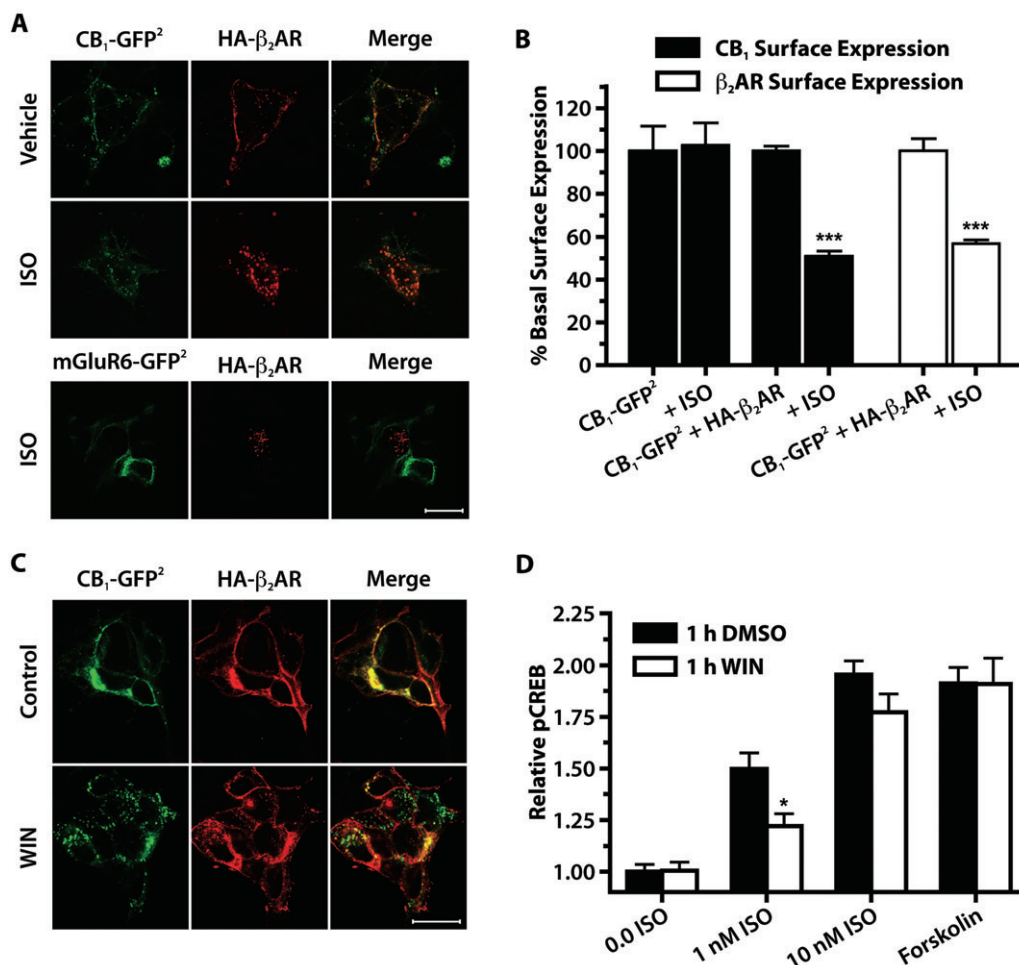 A
CB₁-GFP² HA-β₂AR Merge
Vehicle
ISO
mGluR6-GFP² HA-β₂AR Merge
ISO
B
CB₁ Surface Expression
β₂AR Surface Expression
% Basal Surface Expression
120
100
80
60
40
20
0
***
***
CB₁-GFP²
+ ISO
CB₁-GFP² + HA-β₂AR
+ ISO
CB₁-GFP² + HA-β₂AR
+ ISO
C
CB₁-GFP² HA-β₂AR Merge
Control
WIN
D
1 h DMSO
1 h WIN
Relative pCREB
2.25
2.00
1.75
1.50
1.25
1.00
*
0.0 ISO
1 nM ISO
10 nM ISO
Forskolin